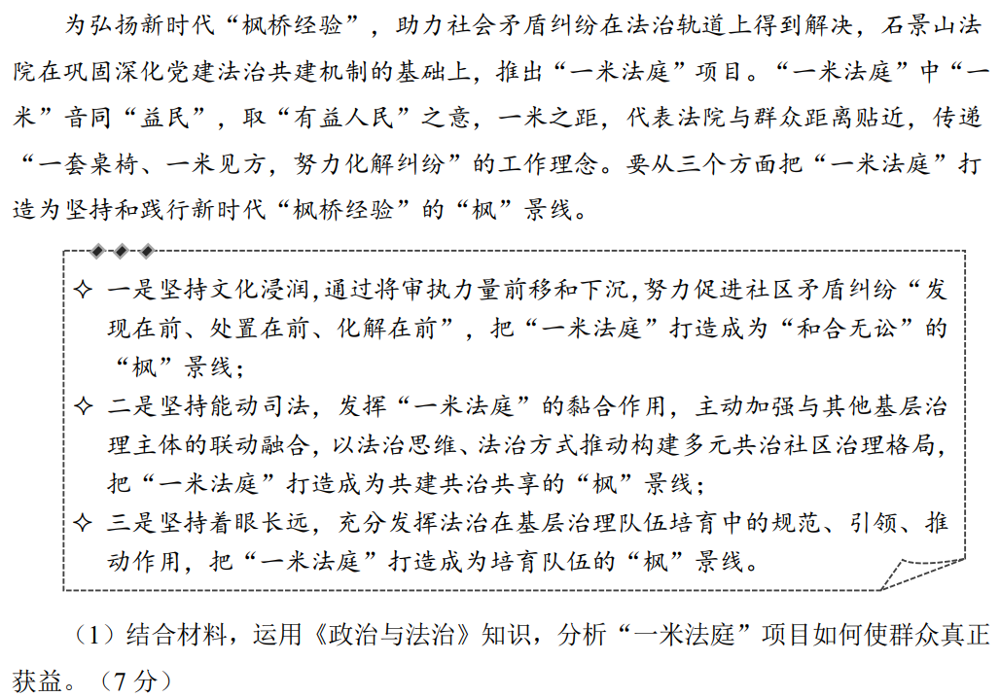 为弘扬新时代“枫桥经验”，助力社会矛盾纠纷在法治轨道上得到解决，石景山法
院在巩固深化党建法治共建机制的基础上，推出“一米法庭”项目。“一米法庭”中“一
米”音同“益民”，取“有益人民”之意，一米之距，代表法院与群众距离贴近，传递
“一套桌椅、一米见方，努力化解纠纷”的工作理念。要从三个方面把“一米法庭”打
造为坚持和践行新时代“枫桥经验”的“枫”景线。
一是坚持文化浸润，通过将审执力量前移和下沉，努力促进社区矛盾纠纷“发
现在前、处置在前、化解在前”，把“一米法庭”打造成为“和合无讼”的
“枫”景线；
二是坚持能动司法，发挥“一米法庭”的黏合作用，主动加强与其他基层治
理主体的联动融合，以法治思维、法治方式推动构建多元共治社区治理格局，
把“一米法庭”打造成为共建共治共享的“枫”景线；
三是坚持着眼长远，充分发挥法治在基层治理队伍培育中的规范、引领、推
动作用，把“一米法庭”打造成为培育队伍的“枫”景线。
（1）结合材料，运用《政治与法治》知识，分析“一米法庭”项目如何使群众真正
获益。（7 分）